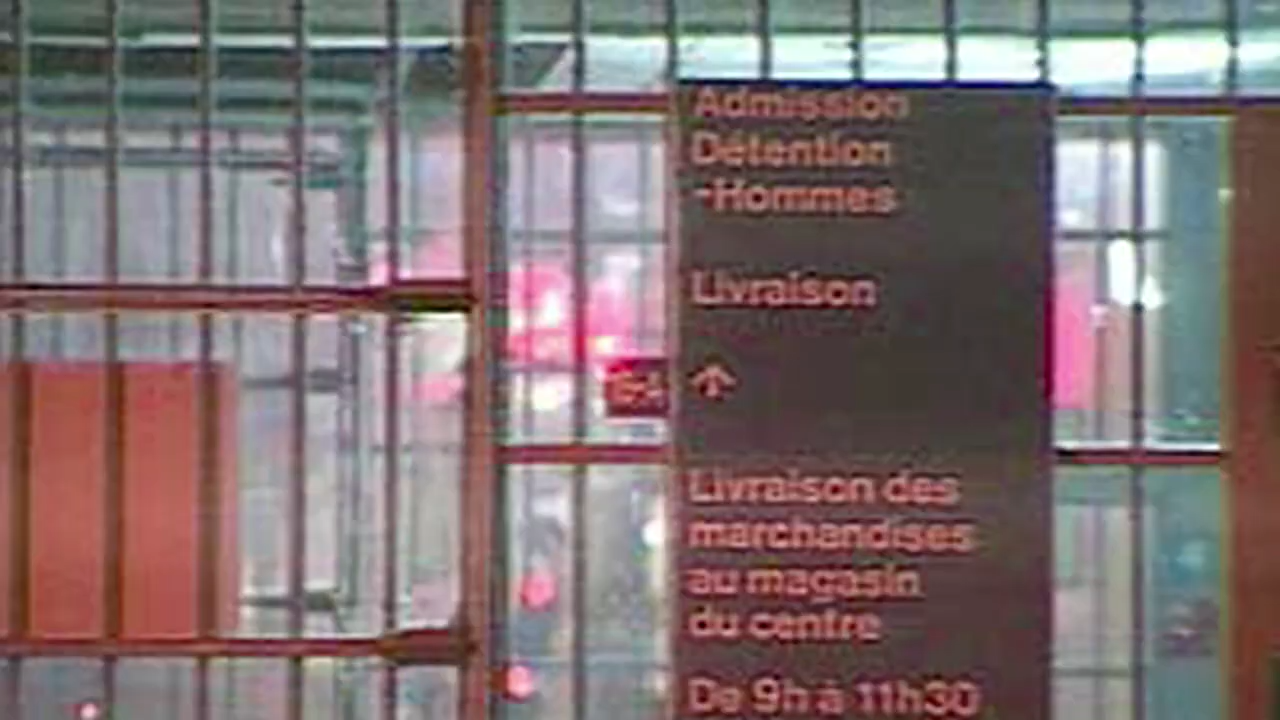 Admission
Détention
-Hommes
Livraison
↑
Livraison des
marchandises
au magasin
du centre
De 9h à 11h30